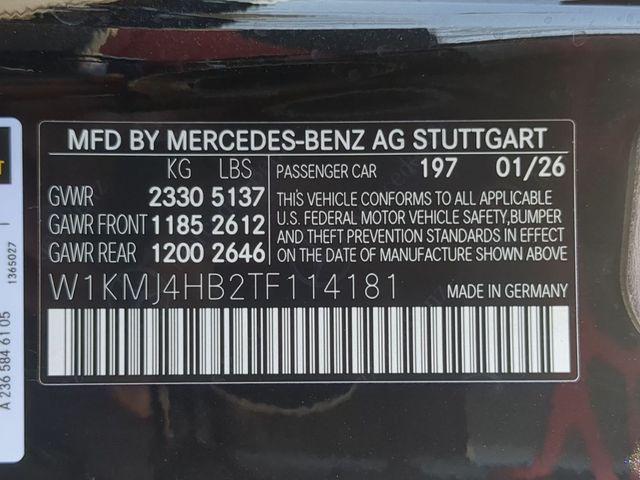 MFD BY MERCEDES-BENZ AG STUTTGART
KG LBS
GVWR 2330 5137
GAWR FRONT 1185 2612
GAWR REAR 1200 2646
PASSENGER CAR 197 01/26
THIS VEHICLE CONFORMS TO ALL APPLICABLE
U.S. FEDERAL MOTOR VEHICLE SAFETY,BUMPER
AND THEFT PREVENTION STANDARDS IN EFFECT
ON THE DATE OF MANUFACTURE SHOWN ABOVE.
W1KMJ4HB2TF114181 MADE IN GERMANY
1365027
A 236 584 61 05